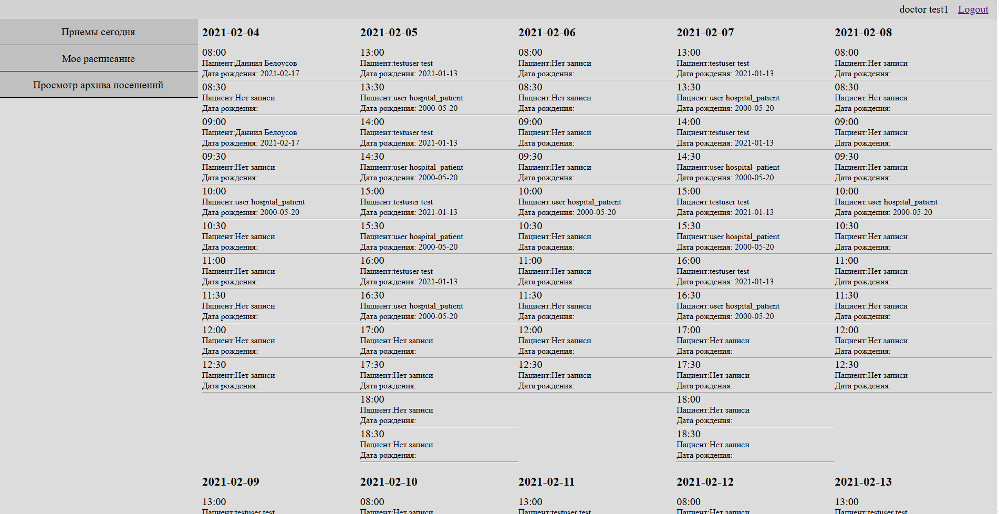 doctor test1 Logout
Приемы сегодня
Мое расписание
Просмотр архива посешений
2021-02-04
08:00
Пациент:Даниил Белоусов
Дата рождения: 2021-02-17
08:30
Пациент:Нет записи
Дата рождения:
09:00
Пациент:Даниил Белоусов
Дата рождения: 2021-02-17
09:30
Пациент:Нет записи
Дата рождения:
10:00
Пациент:user hospital_patient
Дата рождения: 2000-05-20
10:30
Пациент:Нет записи
Дата рождения:
11:00
Пациент:Нет записи
Дата рождения:
11:30
Пациент:Нет записи
Дата рождения:
12:00
Пациент:Нет записи
Дата рождения:
12:30
Пациент:Нет записи
Дата рождения:
2021-02-05
13:00
Пациент:testuser test
Дата рождения: 2021-01-13
13:30
Пациент:user hospital_patient
Дата рождения: 2000-05-20
14:00
Пациент:testuser test
Дата рождения: 2021-01-13
14:30
Пациент:user hospital_patient
Дата рождения: 2000-05-20
15:00
Пациент:testuser test
Дата рождения: 2021-01-13
15:30
Пациент:user hospital_patient
Дата рождения: 2000-05-20
16:00
Пациент:testuser test
Дата рождения: 2021-01-13
16:30
Пациент:user hospital_patient
Дата рождения: 2000-05-20
17:00
Пациент:Нет записи
Дата рождения:
17:30
Пациент:Нет записи
Дата рождения:
18:00
Пациент:Нет записи
Дата рождения:
18:30
Пациент:Нет записи
Дата рождения:
2021-02-06
08:00
Пациент:Нет записи
Дата рождения:
08:30
Пациент:Нет записи
Дата рождения:
09:00
Пациент:Нет записи
Дата рождения:
09:30
Пациент:Нет записи
Дата рождения:
10:00
Пациент:user hospital_patient
Дата рождения: 2000-05-20
10:30
Пациент:Нет записи
Дата рождения:
11:00
Пациент:Нет записи
Дата рождения:
11:30
Пациент:Нет записи
Дата рождения:
12:00
Пациент:Нет записи
Дата рождения:
12:30
Пациент:Нет записи
Дата рождения:
2021-02-07
13:00
Пациент:testuser test
Дата рождения: 2021-01-13
13:30
Пациент:user hospital_patient
Дата рождения: 2000-05-20
14:00
Пациент:testuser test
Дата рождения: 2021-01-13
14:30
Пациент:user hospital_patient
Дата рождения: 2000-05-20
15:00
Пациент:testuser test
Дата рождения: 2021-01-13
15:30
Пациент:user hospital_patient
Дата рождения: 2000-05-20
16:00
Пациент:testuser test
Дата рождения: 2021-01-13
16:30
Пациент:user hospital_patient
Дата рождения: 2000-05-20
17:00
Пациент:Нет записи
Дата рождения:
17:30
Пациент:Нет записи
Дата рождения:
18:00
Пациент:Нет записи
Дата рождения:
18:30
Пациент:Нет записи
Дата рождения:
2021-02-08
08:00
Пациент:Нет записи
Дата рождения:
08:30
Пациент:Нет записи
Дата рождения:
09:00
Пациент:Нет записи
Дата рождения:
09:30
Пациент:Нет записи
Дата рождения:
10:00
Пациент:user hospital_patient
Дата рождения: 2000-05-20
10:30
Пациент:Нет записи
Дата рождения:
11:00
Пациент:Нет записи
Дата рождения:
11:30
Пациент:Нет записи
Дата рождения:
12:00
Пациент:Нет записи
Дата рождения:
12:30
Пациент:Нет записи
Дата рождения:
2021-02-09
13:00
Пациент:testuser test
2021-02-10
08:00
Пациент:Нет записи
2021-02-11
13:00
Пациент:testuser test
2021-02-12
08:00
Пациент:Нет записи
2021-02-13
13:00
Пациент:testuser test